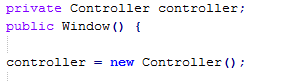 private Controller controller;
public Window() {
controller = new Controller();